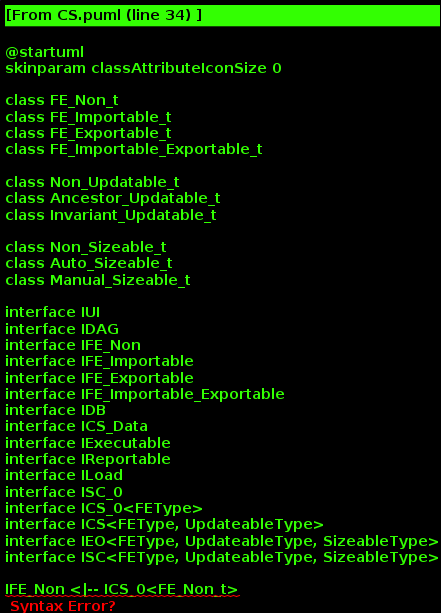 [From CS.puml (line 34) ]
@startuml
skinparam classAttributeIconSize 0
class FE_Non_t
class FE_Importable_t
class FE_Exportable_t
class FE_Importable_Exportable_t
class Non_Updatable_t
class Ancestor_Updatable_t
class Invariant_Updatable_t
class Non_Sizeable_t
class Auto_Sizeable_t
class Manual_Sizeable_t
interface IUI
interface IDAG
interface IFE_Non
interface IFE_Importable
interface IFE_Exportable
interface IFE_Importable_Exportable
interface IDB
interface ICS_Data
interface IExecutable
interface IReportable
interface ILoad
interface ISC_0
interface ICS_0<FEType>
interface ICS<FEType, UpdateableType>
interface IEO<FEType, UpdateableType, SizeableType>
interface ISC<FEType, UpdateableType, SizeableType>
IFE_Non <|-- ICS_0<FE_Non_t>
Syntax Error?